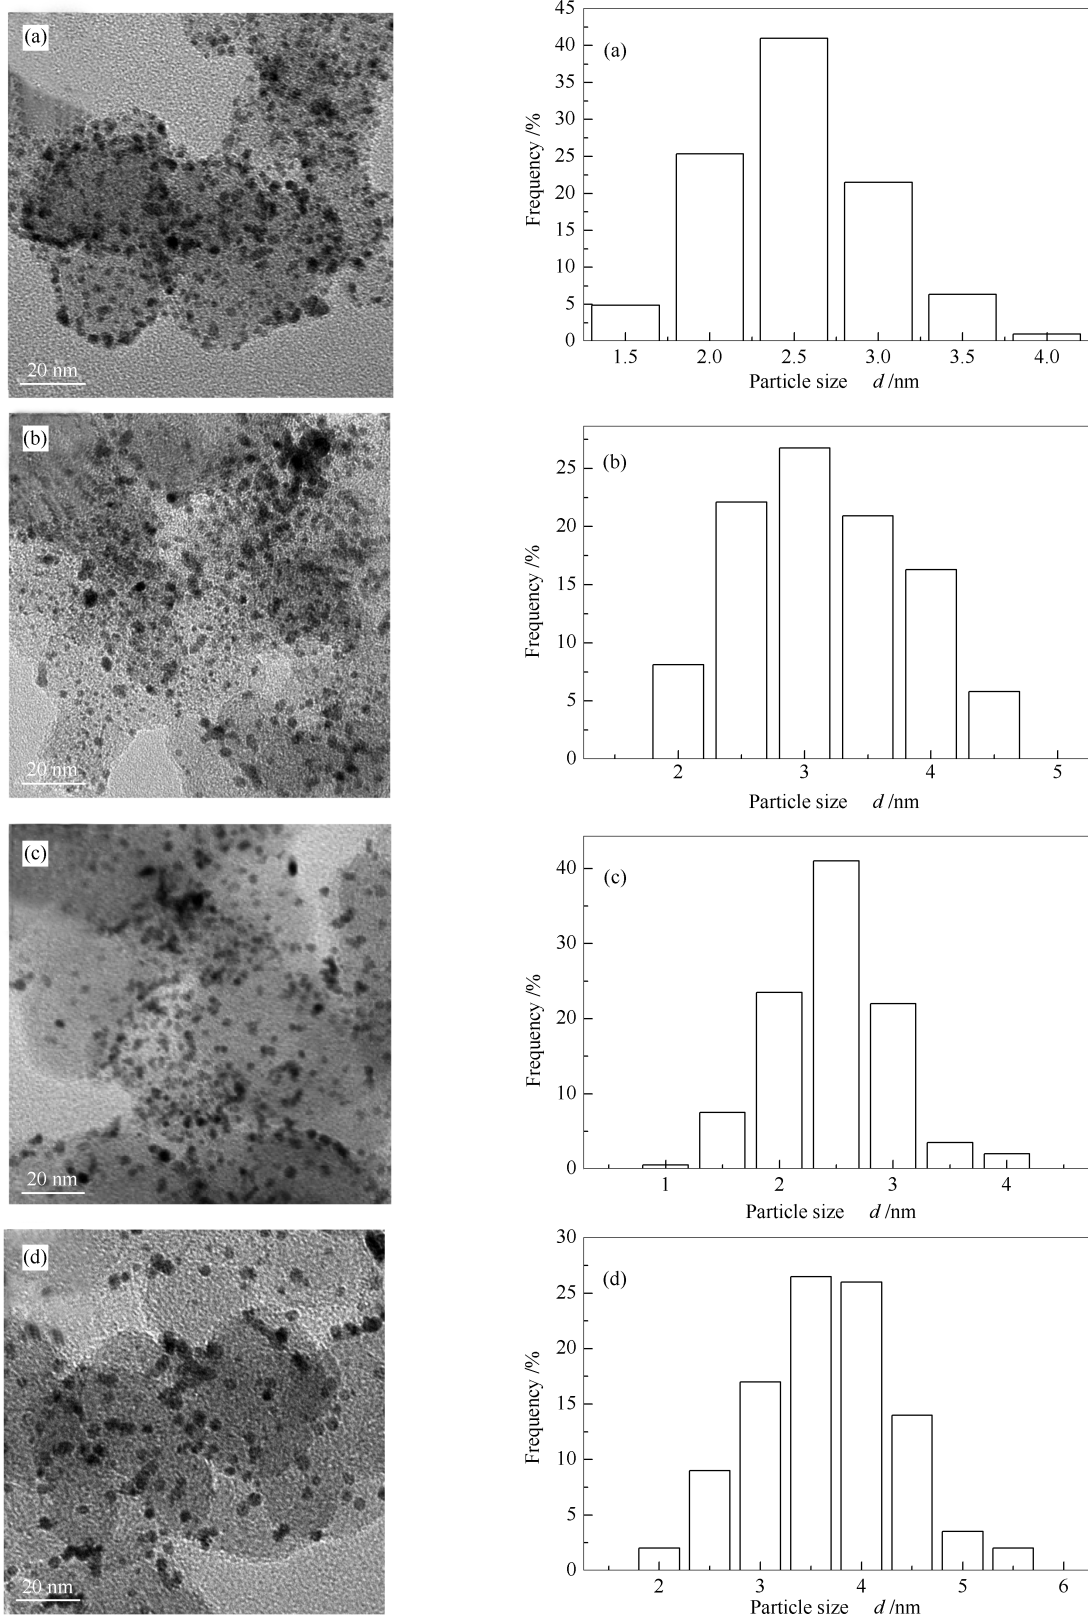 (a)
20 nm
(a)
Frequency /%
45
40
35
30
25
20
15
10
5
0
1.5 2.0 2.5 3.0 3.5 4.0
Particle size d /nm
(b)
20 nm
(b)
Frequency /%
25
20
15
10
5
0
2 3 4 5
Particle size d /nm
(c)
20 nm
(c)
Frequency /%
40
30
20
10
0
1 2 3 4
Particle size d /nm
(d)
20 nm
(d)
Frequency /%
30
25
20
15
10
5
0
2 3 4 5 6
Particle size d /nm